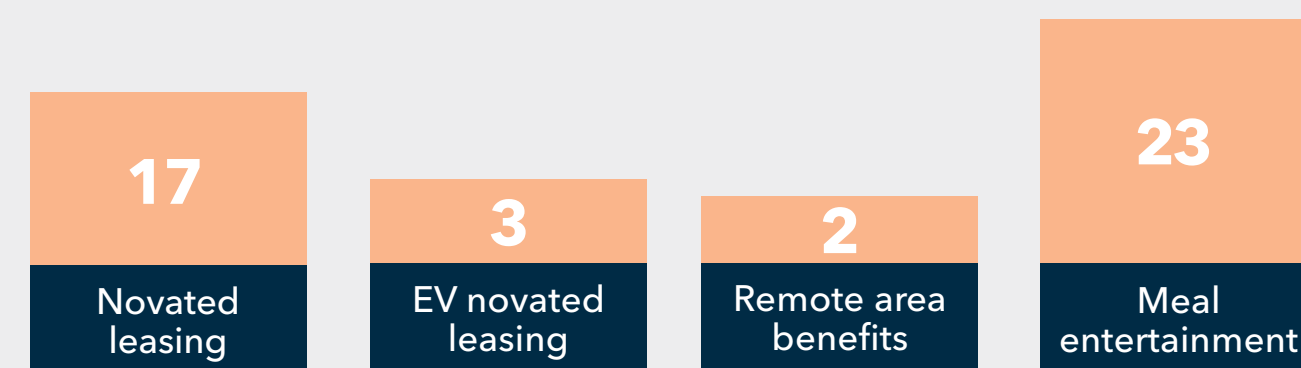 17
Novated
leasing
3
EV novated
leasing
2
Remote area
benefits
23
Meal
entertainment